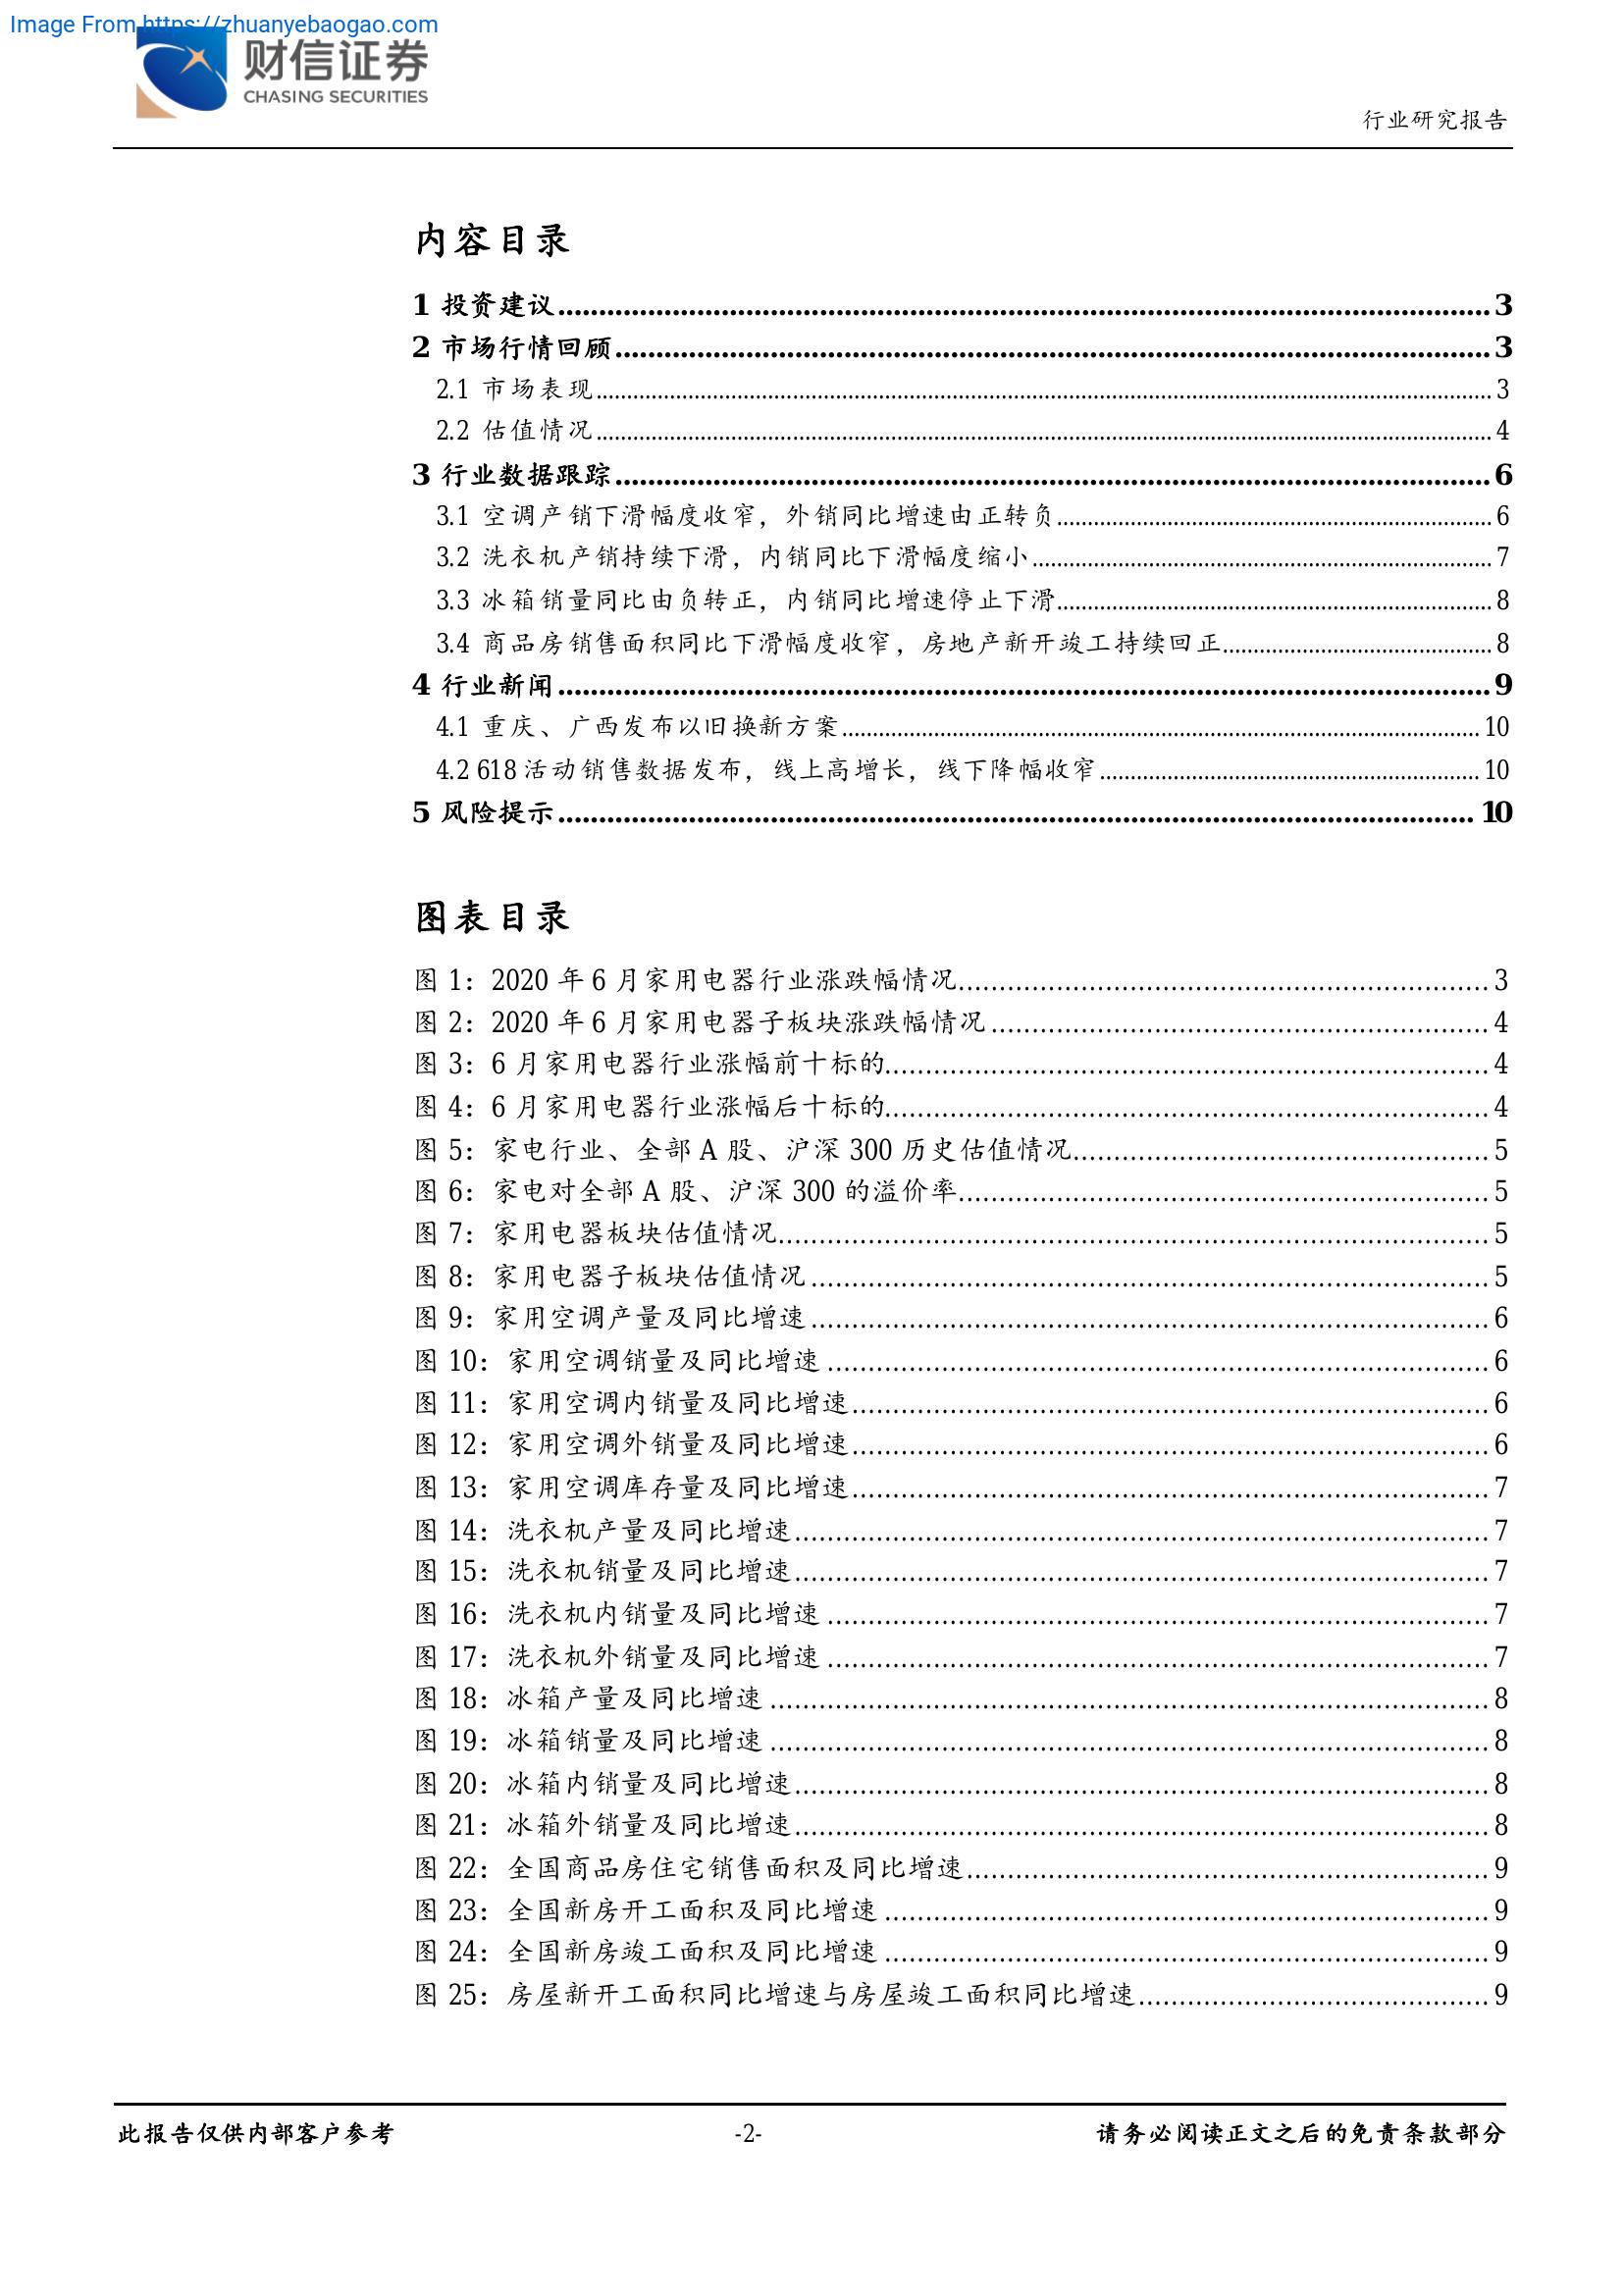 Image From https://zhuanyebaogao.com
财信证券
CHASING SECURITIES
行业研究报告
内容目录
1 投资建议 3
2 市场行情回顾 3
2.1 市场表现 3
2.2 估值情况 4
3 行业数据跟踪 6
3.1 空调产销下滑幅度收窄，外销同比增速由正转负 6
3.2 洗衣机产销持续下滑，内销同比下滑幅度缩小 7
3.3 冰箱销量同比由负转正，内销同比增速停止下滑 8
3.4 商品房销售面积同比下滑幅度收窄，房地产新开竣工持续回正 8
4 行业新闻 9
4.1 重庆、广西发布以旧换新方案 10
4.2 618 活动销售数据发布，线上高增长，线下降幅收窄 10
5 风险提示 10
图表目录
图 1：2020 年 6 月家用电器行业涨跌幅情况 3
图 2：2020 年 6 月家用电器子板块涨跌幅情况 4
图 3：6 月家用电器行业涨幅前十标的 4
图 4：6 月家用电器行业涨幅后十标的 4
图 5：家电行业、全部 A 股、沪深 300 历史估值情况 5
图 6：家电对全部 A 股、沪深 300 的溢价率 5
图 7：家用电器板块估值情况 5
图 8：家用电器子板块估值情况 5
图 9：家用空调产量及同比增速 6
图 10：家用空调销量及同比增速 6
图 11：家用空调内销量及同比增速 6
图 12：家用空调外销量及同比增速 6
图 13：家用空调库存量及同比增速 7
图 14：洗衣机产量及同比增速 7
图 15：洗衣机销量及同比增速 7
图 16：洗衣机内销量及同比增速 7
图 17：洗衣机外销量及同比增速 7
图 18：冰箱产量及同比增速 8
图 19：冰箱销量及同比增速 8
图 20：冰箱内销量及同比增速 8
图 21：冰箱外销量及同比增速 8
图 22：全国商品房住宅销售面积及同比增速 9
图 23：全国新房开工面积及同比增速 9
图 24：全国新房竣工面积及同比增速 9
图 25：房屋新开工面积同比增速与房屋竣工面积同比增速 9
此报告仅供内部客户参考
-2-
请务必阅读正文之后的免责条款部分